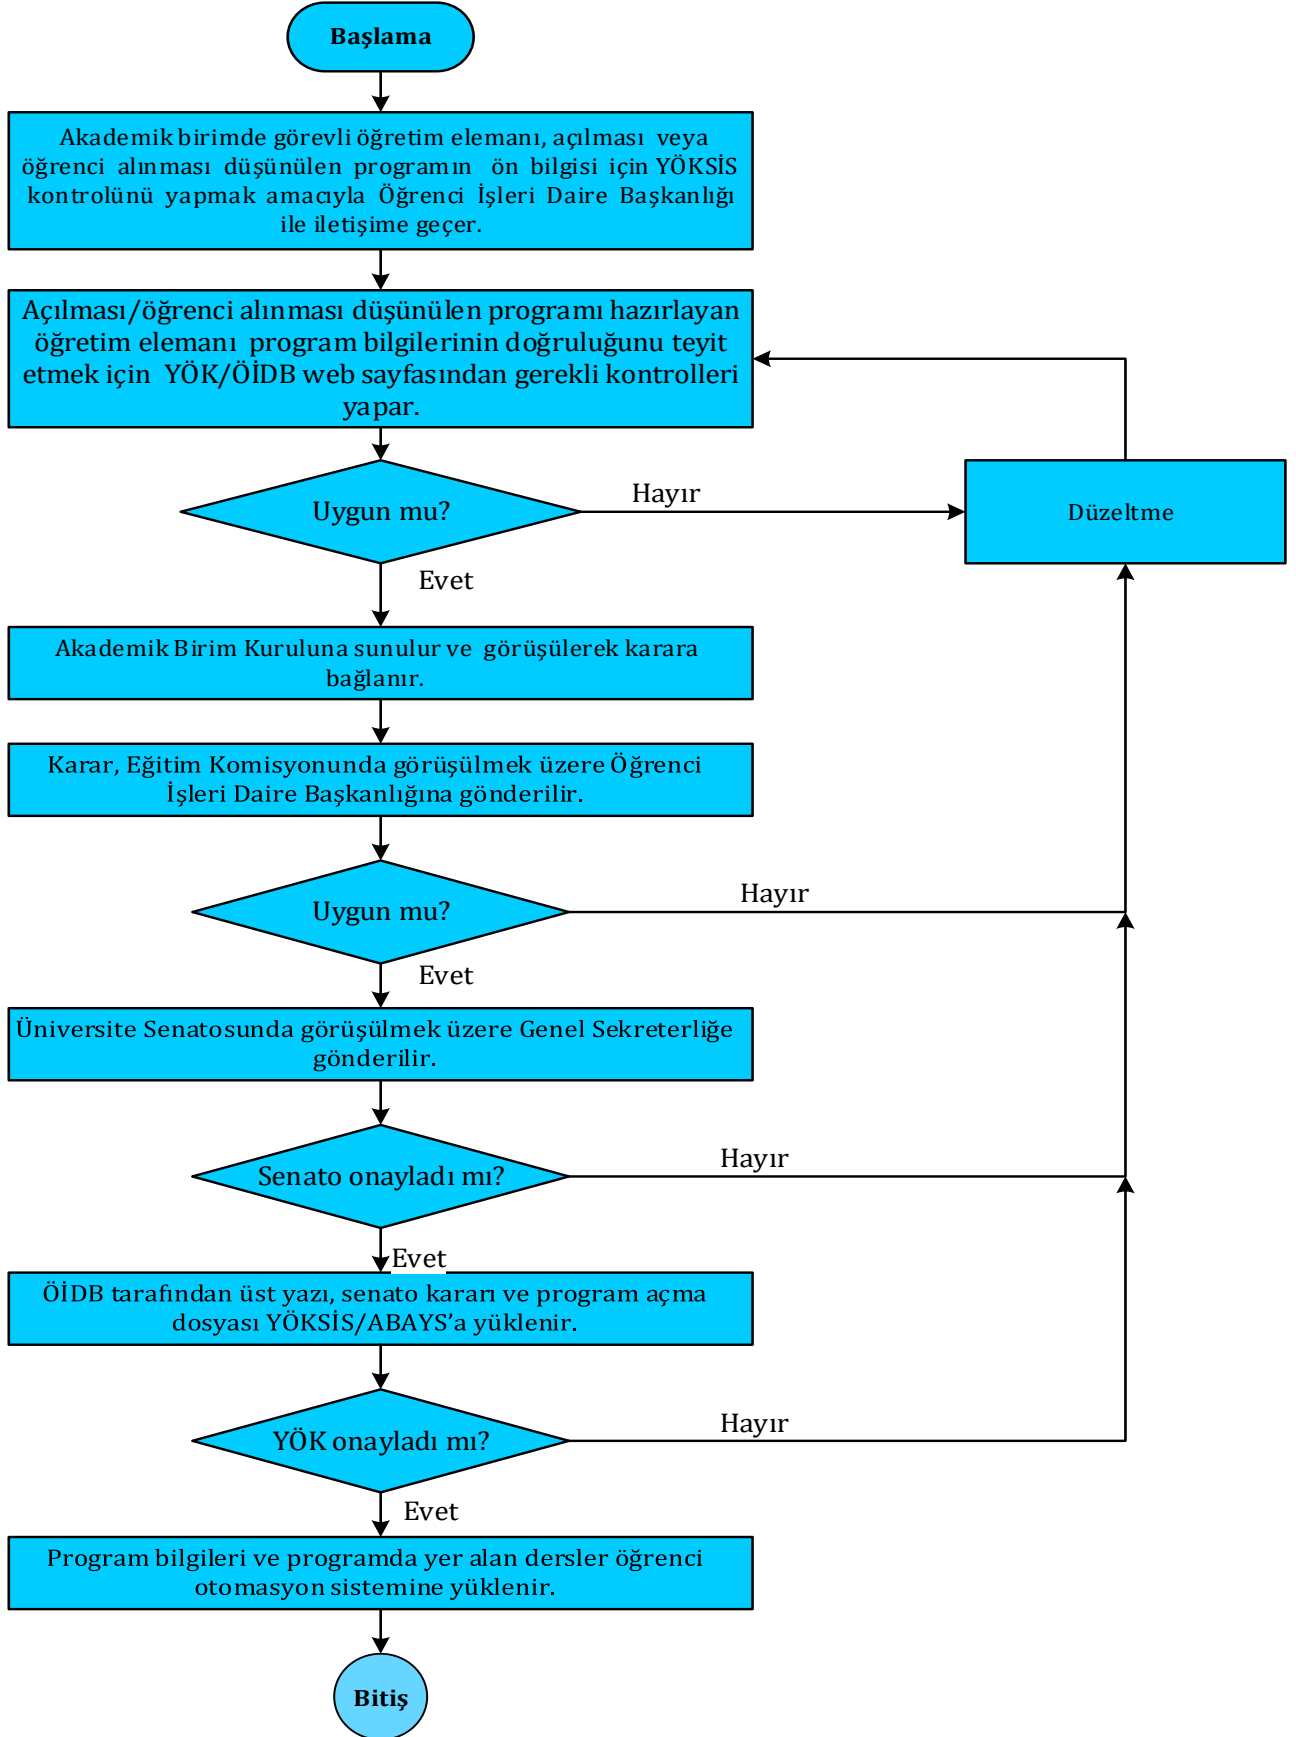 Başlama
Akademik birimde görevli öğretim elemanı, açılması veya
öğrenci alınması düşünülen programın ön bilgisi için YÖKSİS
kontrolünü yapmak amacıyla Öğrenci İşleri Daire Başkanlığı
ile iletişime geçer.
Açılması/öğrenci alınması düşünülen programı hazırlayan
öğretim elemanı program bilgilerinin doğruluğunu teyit
etmek için YÖK/ÖİDB web sayfasından gerekli kontrolleri
yapar.
Uygun mu?
Hayır
Düzeltme
Evet
Akademik Birim Kuruluna sunulur ve görüşülerek karara
bağlanır.
Karar, Eğitim Komisyonunda görüşülmek üzere Öğrenci
İşleri Daire Başkanlığına gönderilir.
Uygun mu?
Hayır
Evet
Üniversite Senatosunda görüşülmek üzere Genel Sekreterliğe
gönderilir.
Senato onayladı mı?
Hayır
Evet
ÖİDB tarafından üst yazı, senato kararı ve program açma
dosyası YÖKSİS/ABAYS’a yüklenir.
YÖK onayladı mı?
Hayır
Evet
Program bilgileri ve programda yer alan dersler öğrenci
otomasyon sistemine yüklenir.
Bitiş